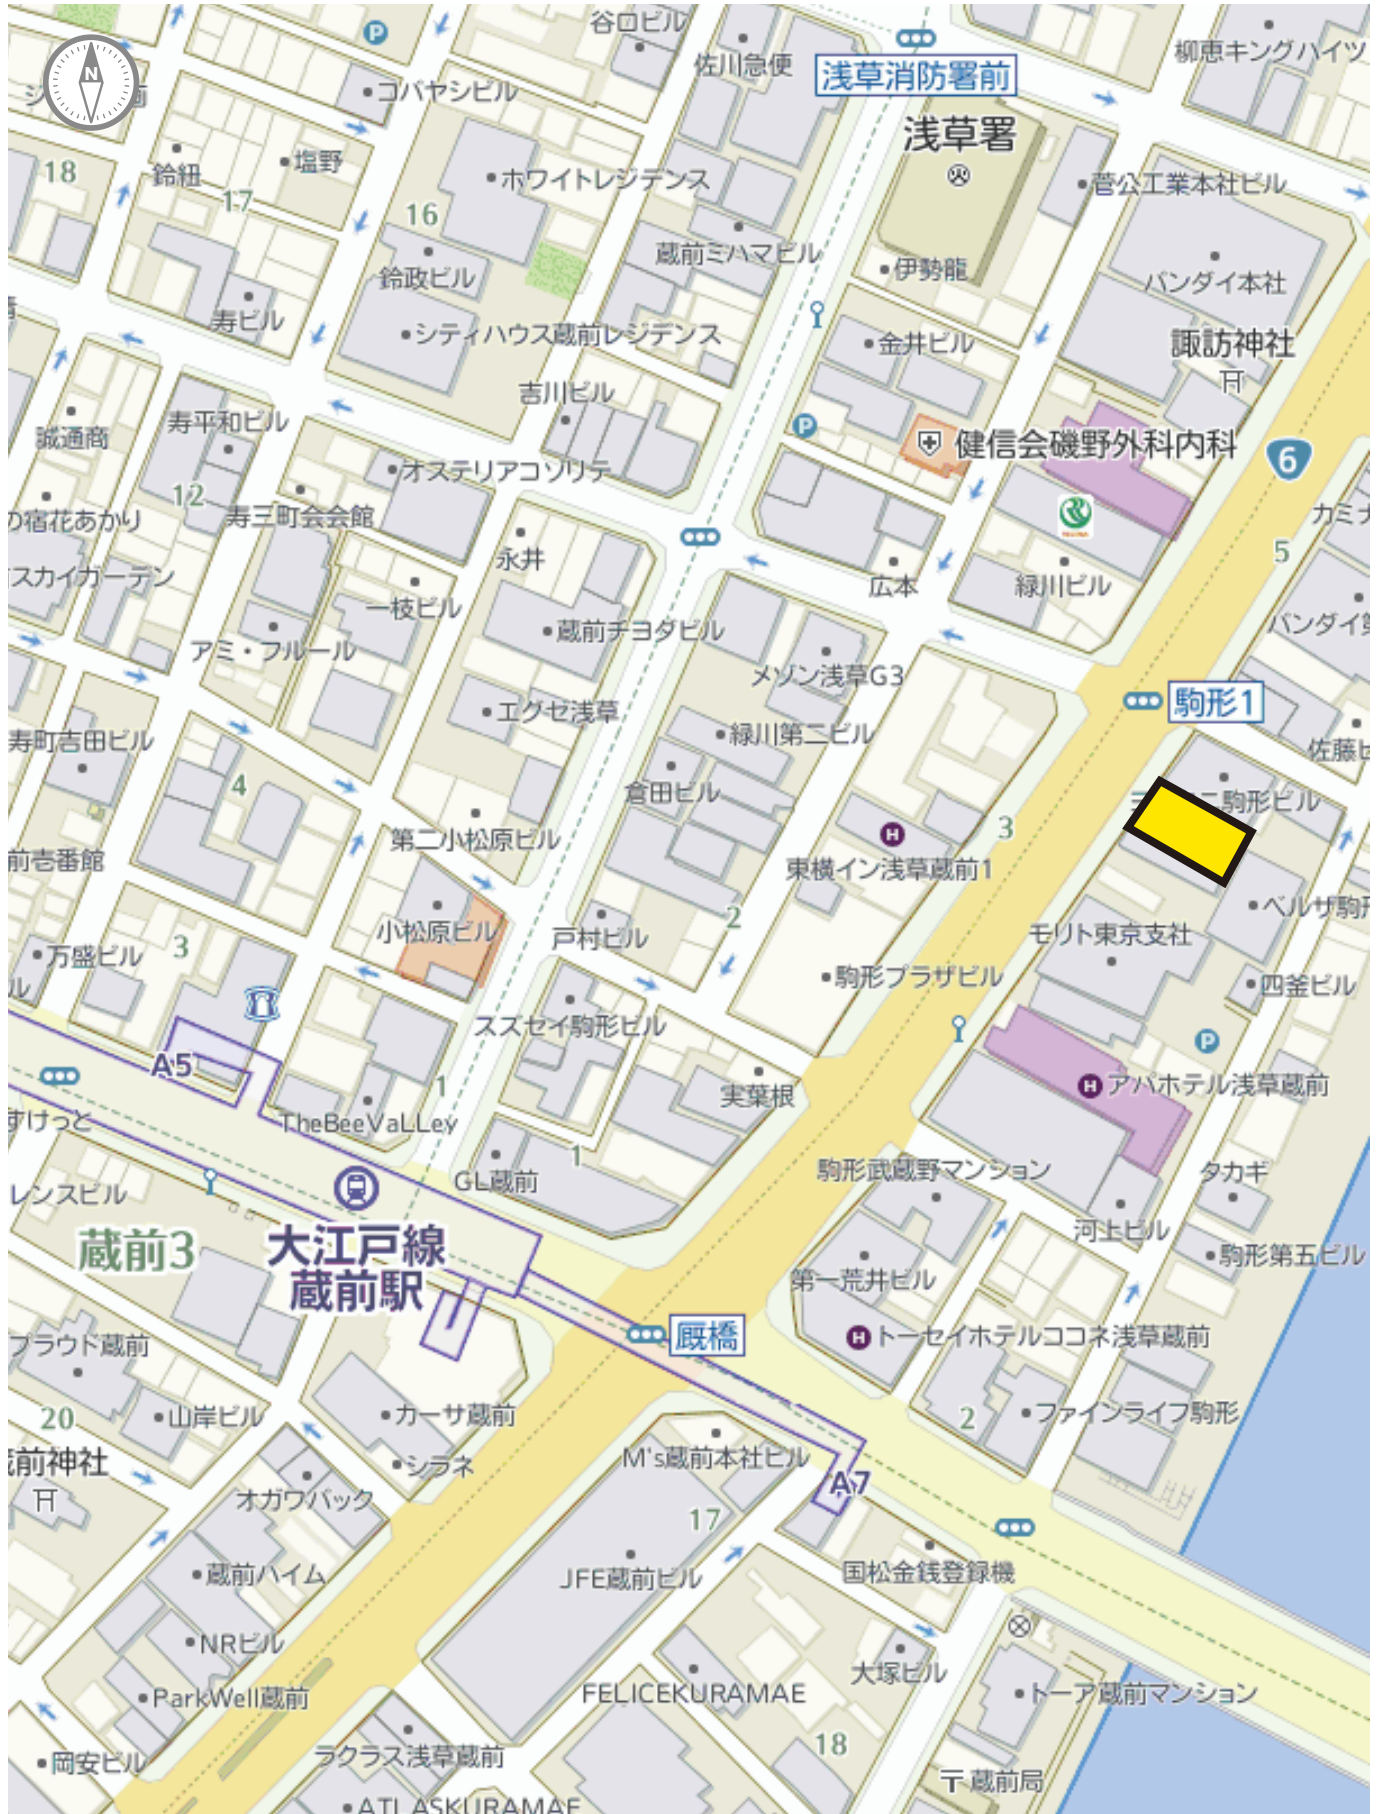 谷口ビル
佐川急便
柳恵キングハイツ
N
P
浅草消防署前
コバヤシビル
浅草署
18
鈴紐
塩野
ホワイトレジデンス
菅公工業本社ビル
17
16
蔵前ミハマビル
伊勢龍
バンダイ本社
鈴政ビル
寿ビル
シティハウス蔵前レジデンス
金井ビル
諏訪神社
吉川ビル
寿平和ビル
誠通商
P
健信会磯野外科内科
6
オステリアコソリテ
12
の宿花あかり
寿三町会会館
カミナ
5
永井
スカイガーデン
広本
緑川ビル
一枝ビル
蔵前チヨダビル
バンダイ第
アミ・フルール
メゾン浅草G3
エグゼ浅草
駒形1
寿町吉田ビル
緑川第二ビル
佐藤ビ
4
倉田ビル
駒形ビル
第二小松原ビル
H
3
前壱番館
東横イン浅草蔵前1
ベルザ駒形
小松原ビル
戸村ビル
2
モリト東京支社
3
万盛ビル
ル
駒形プラザビル
四釜ビル
スズセイ駒形ビル
P
A5
1
実葉根
H
アパホテル浅草蔵前
すけっと
TheBeeVaLLey
1
GL蔵前
駒形武蔵野マンション
タカギ
レンスビル
河上ビル
蔵前3
大江戸線
蔵前駅
第一荒井ビル
駒形第五ビル
厩橋
H
トーセイホテルココネ浅草蔵前
プラウド蔵前
20
山岸ビル
カーサ蔵前
2
ファインライフ駒形
蔵前神社
シラネ
M's蔵前本社ビル
A7
オガワパック
17
蔵前ハイム
JFE蔵前ビル
国松金銭登録機
NRビル
大塚ビル
ParkWell蔵前
FELICEKURAMAE
トーア蔵前マンション
岡安ビル
ラクラス浅草蔵前
18
蔵前局
ATLASKURAMAE